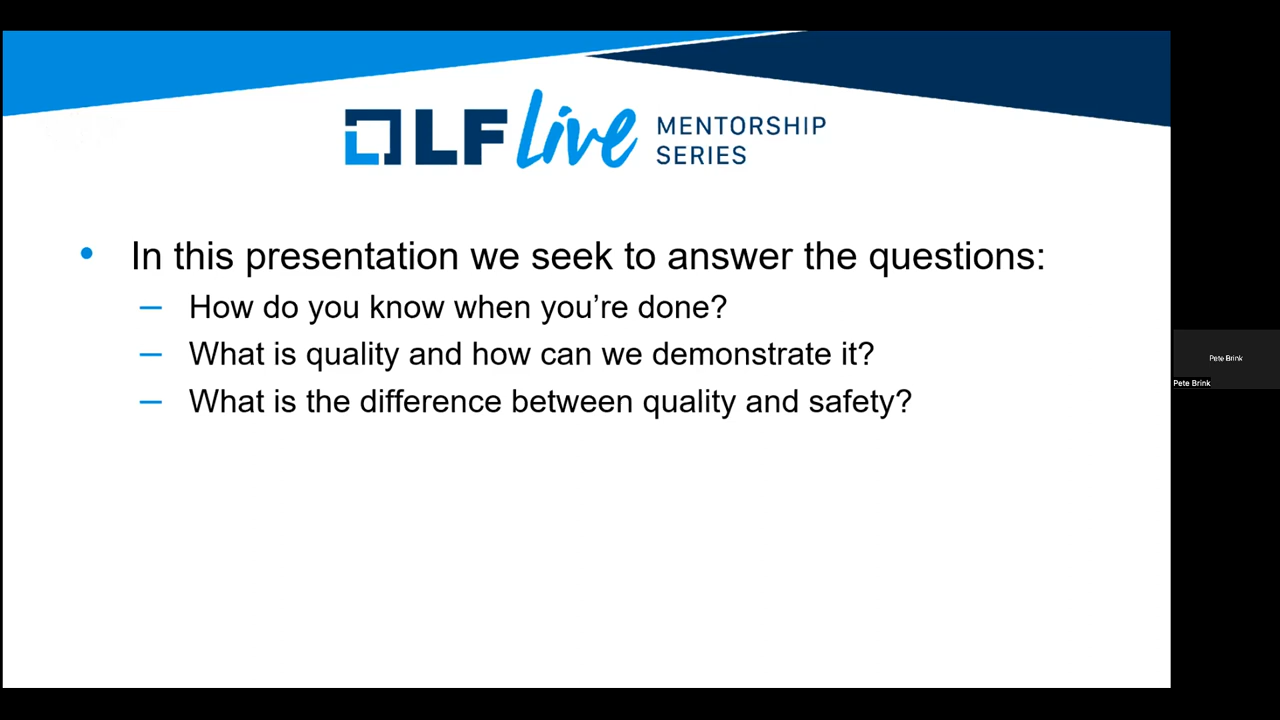 LF live MENTORSHIP
SERIES
• In this presentation we seek to answer the questions:
– How do you know when you’re done?
– What is quality and how can we demonstrate it?
– What is the difference between quality and safety?
Pete Brink
Pete Brink